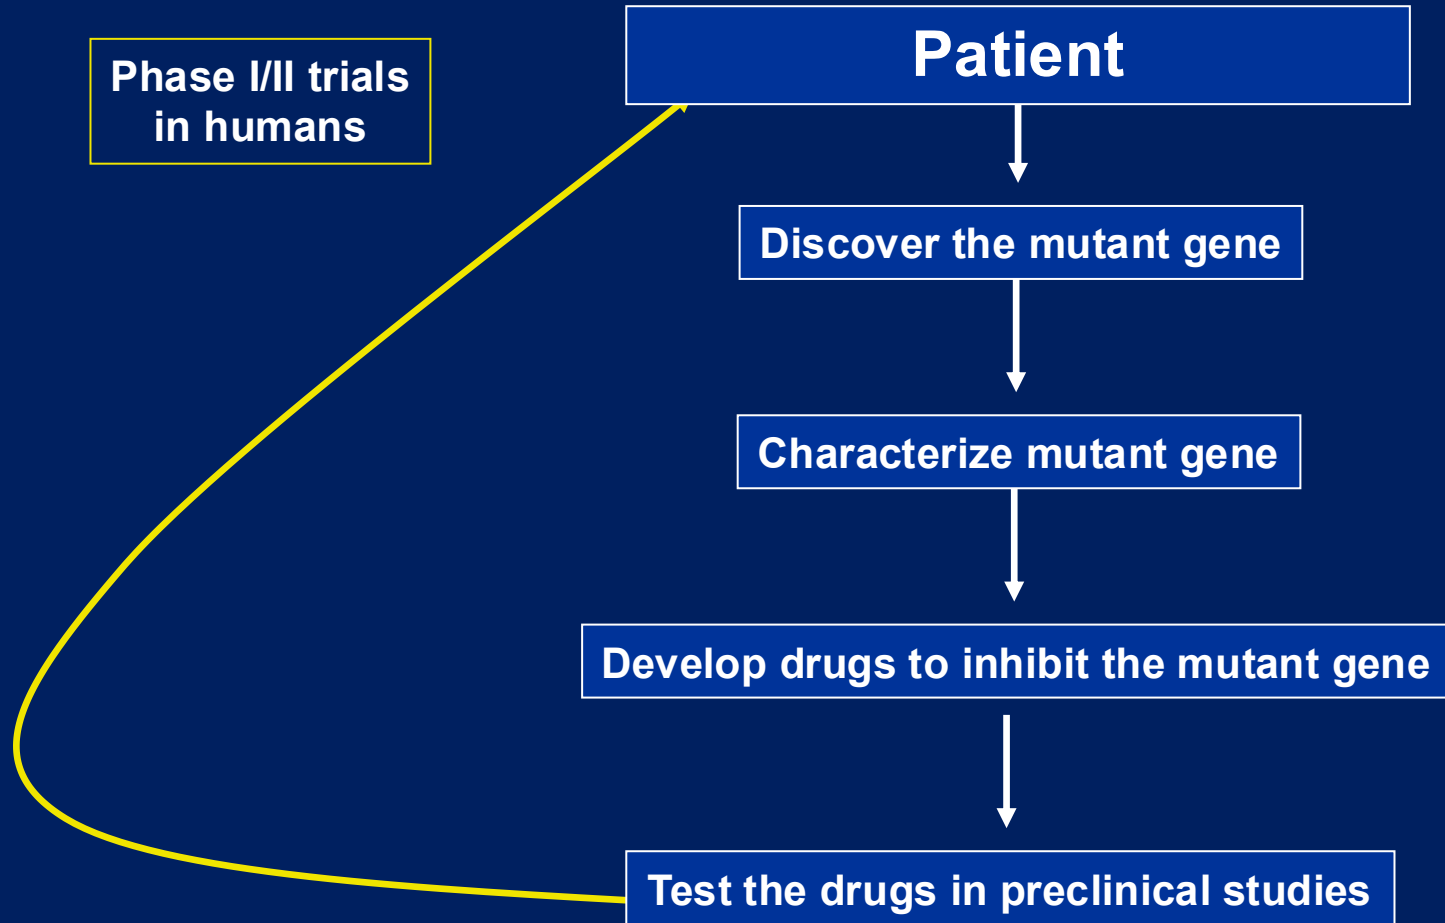 Patient
Phase I/II trials
in humans
Discover the mutant gene
Characterize mutant gene
Develop drugs to inhibit the mutant gene
Test the drugs in preclinical studies